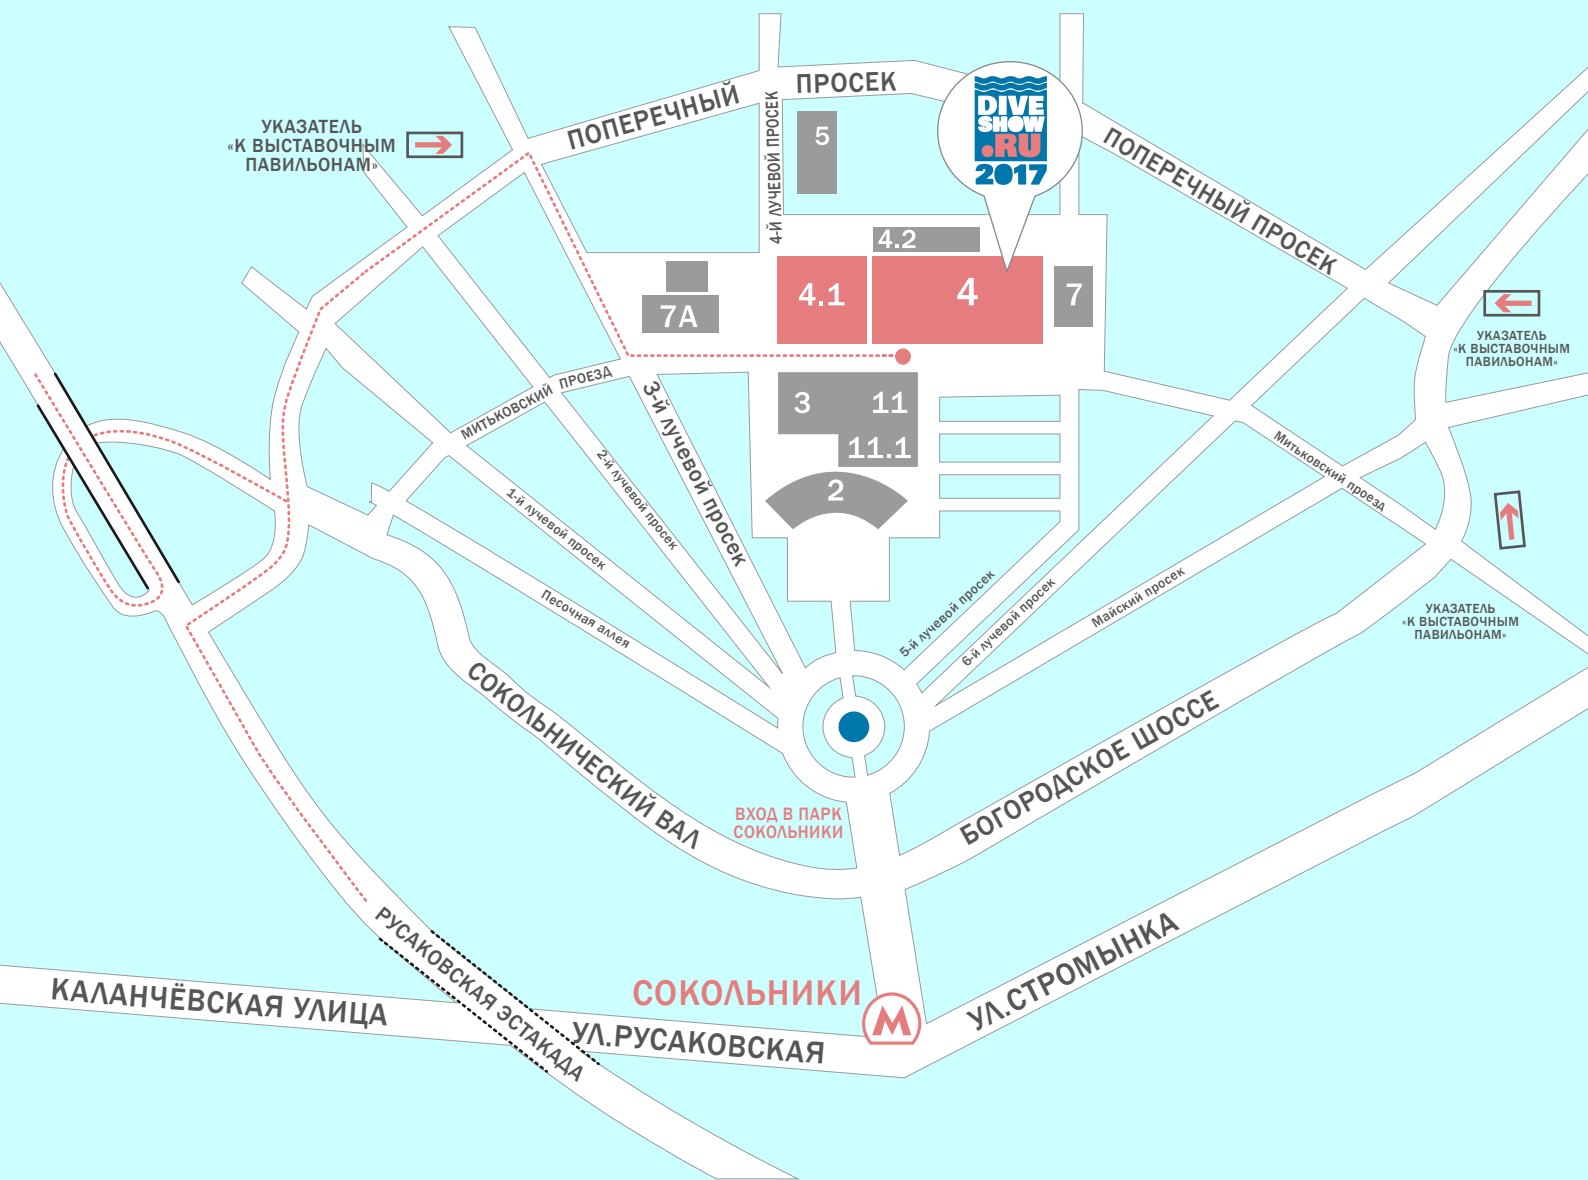 УКАЗАТЕЛЬ
«К ВЫСТАВОЧНЫМ
ПАВИЛЬОНАМ»
ПОПЕРЕЧНЫЙ ПРОСЕК
4-Й ЛУЧЕВОЙ ПРОСЕК
5
DIVE
SHOW
.RU
2017
ПОПЕРЕЧНЫЙ ПРОСЕК
4.2
4.1
4
7
7А
УКАЗАТЕЛЬ
«К ВЫСТАВОЧНЫМ
ПАВИЛЬОНАМ»
МИТЬКОВСКИЙ ПРОЕЗД
3
11
11.1
2
3-й лучевой просек
2-й лучевой просек
1-й лучевой просек
Песочная аллея
Митьковский проезд
5-й лучевой просек
6-й лучевой просек
Майский просек
УКАЗАТЕЛЬ
«К ВЫСТАВОЧНЫМ
ПАВИЛЬОНАМ»
СОКОЛЬНИЧЕСКИЙ ВАЛ
БОГОРОДСКОЕ ШОССЕ
ВХОД В ПАРК
СОКОЛЬНИКИ
РУСАКОВСКАЯ ЭСТАКАДА
КАЛАНЧЁВСКАЯ УЛИЦА
СОКОЛЬНИКИ
М
УЛ.РУСАКОВСКАЯ
УЛ.СТРОМЫНКА